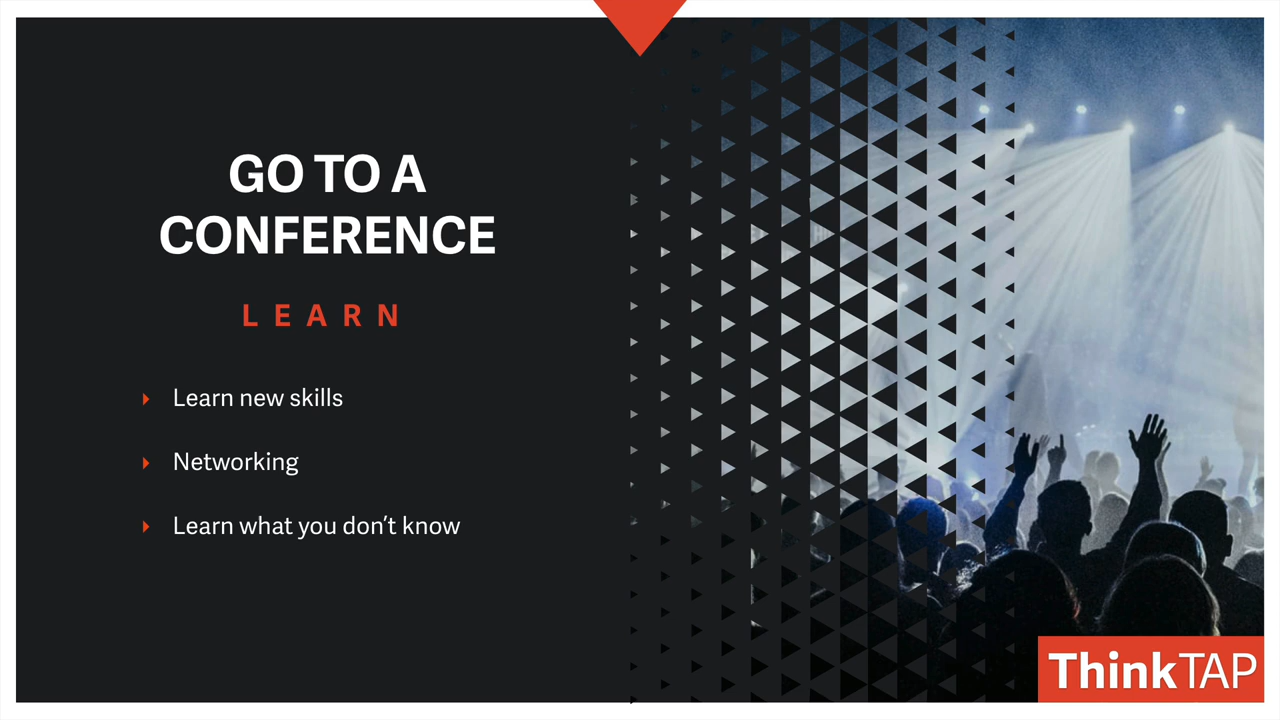 GO TO A
CONFERENCE
LEARN
Learn new skills
Networking
Learn what you don’t know
ThinkTAP